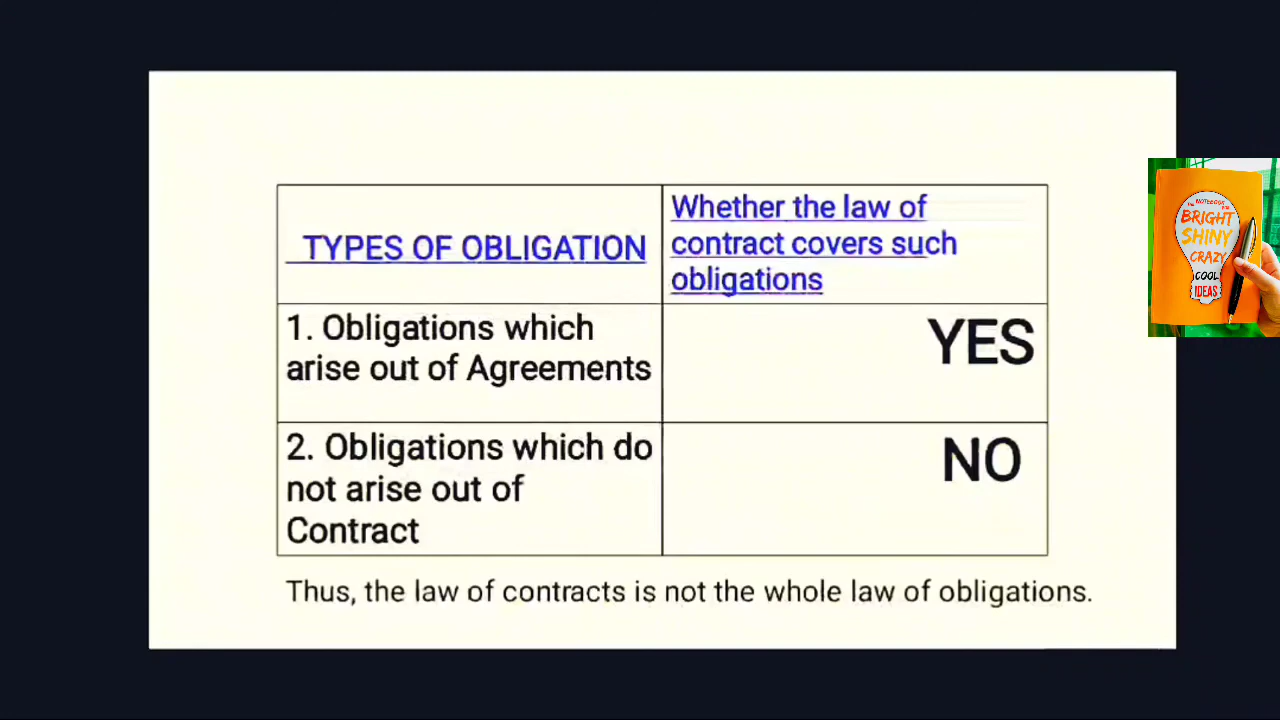 TYPES OF OBLIGATION
Whether the law of
contract covers such
obligations
1. Obligations which
arise out of Agreements
YES
2. Obligations which do
not arise out of
Contract
NO
Thus, the law of contracts is not the whole law of obligations.
NOTEBOOK
BRIGHT
SHINY
CRAZY
COOL
IDEAS